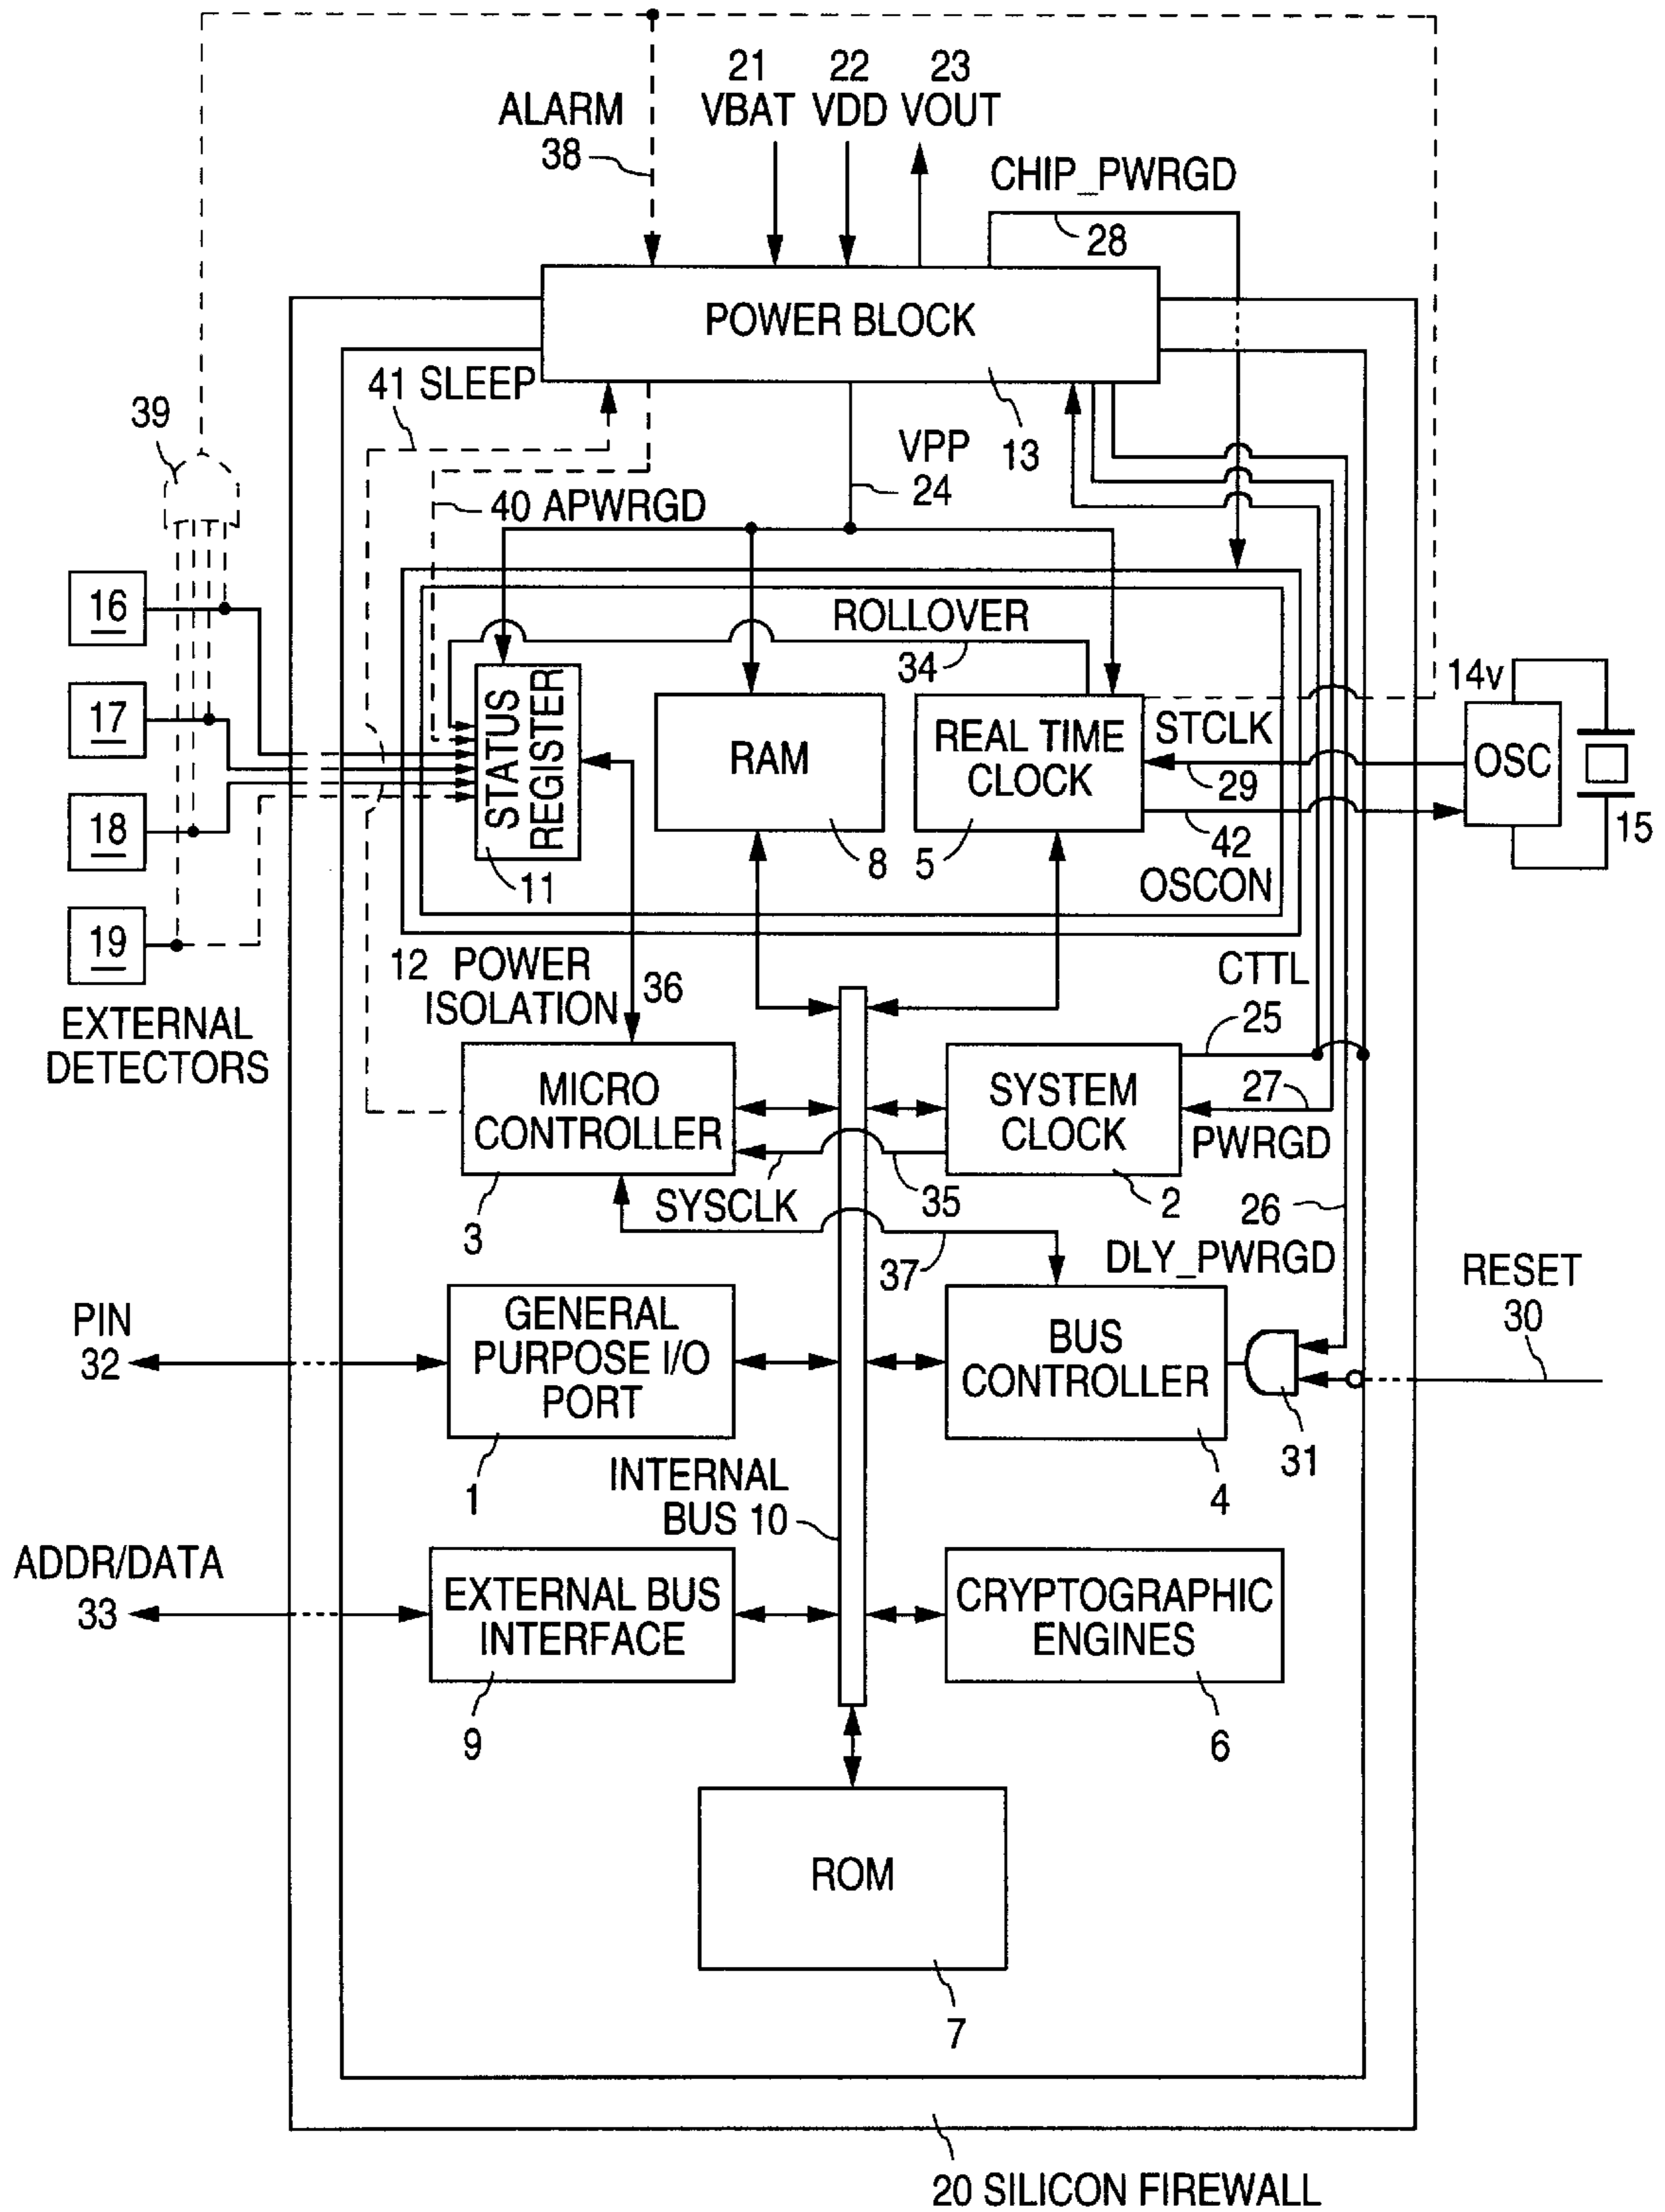 21
22
23
ALARM
VBAT
VDD
VOUT
38
CHIP_PWRGD
28
POWER BLOCK
41 SLEEP
39
13
VPP
24
40 APWRGD
16
ROLLOVER
34
17
STATUS
REGISTER
RAM
REAL TIME
CLOCK
STCLK
29
14v
OSC
15
18
11
8
5
42
OSCON
19
12 POWER
ISOLATION
36
CTTL
25
EXTERNAL
DETECTORS
MICRO
CONTROLLER
SYSTEM
CLOCK
27
PWRGD
3
SYSCLK
35
2
26
37
DLY_PWRGD
RESET
30
PIN
32
GENERAL
PURPOSE I/O
PORT
BUS
CONTROLLER
31
1
INTERNAL
BUS 10
4
ADDR/DATA
33
EXTERNAL BUS
INTERFACE
CRYPTOGRAPHIC
ENGINES
9
6
ROM
7
20 SILICON FIREWALL